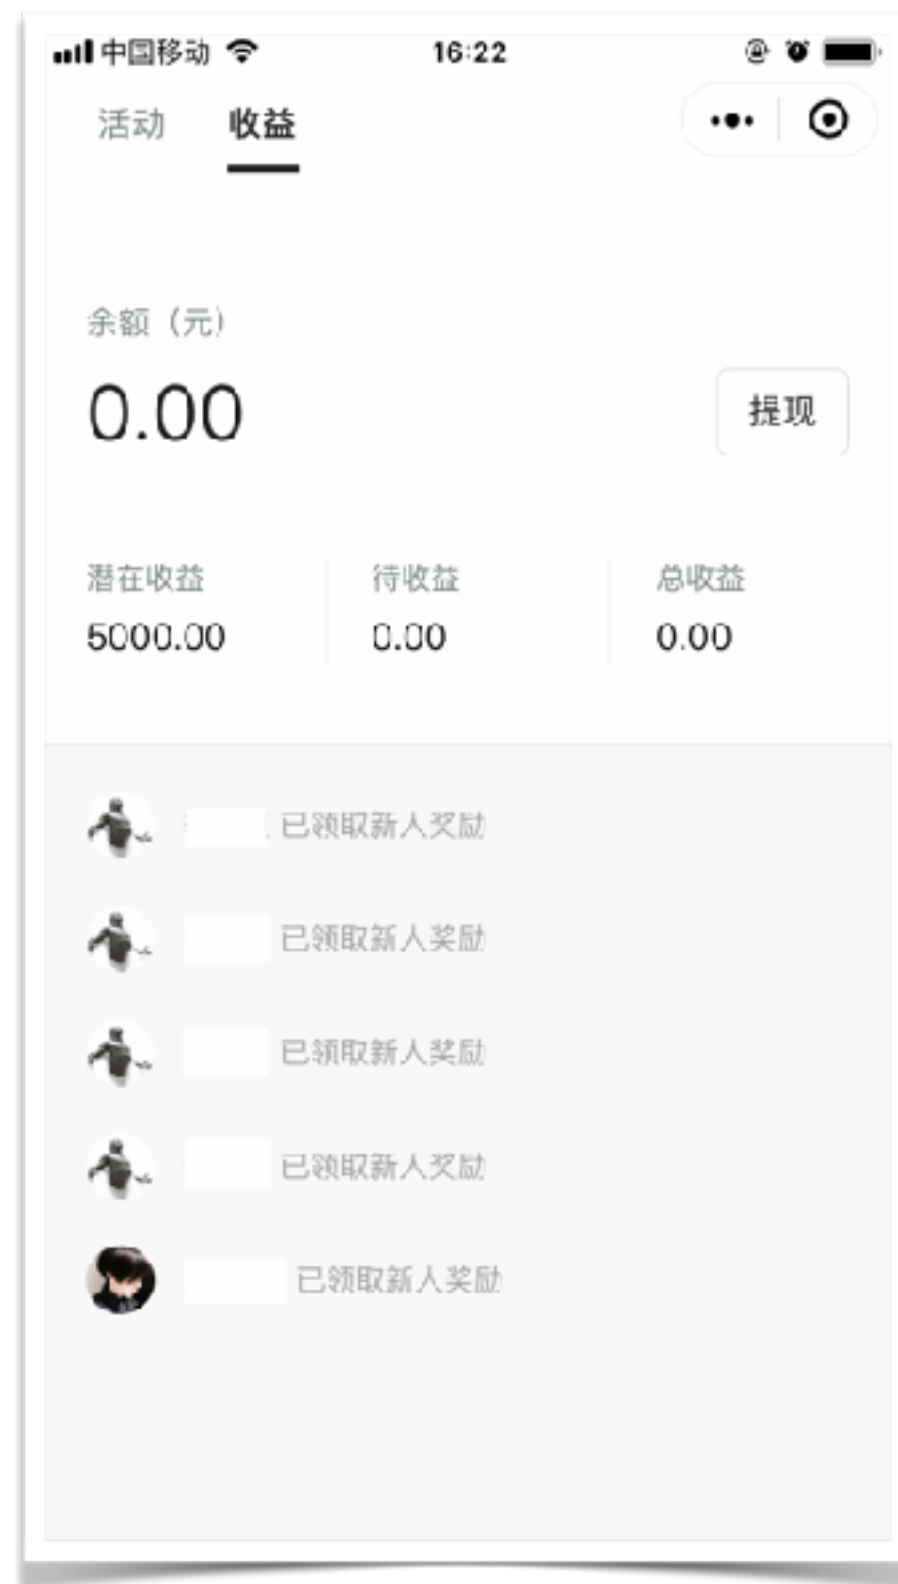 中国移动 16:22
活动 收益
余额（元）
0.00
提现
潜在收益 待收益 总收益
5000.00 0.00 0.00
已领取新人奖励
已领取新人奖励
已领取新人奖励
已领取新人奖励
已领取新人奖励